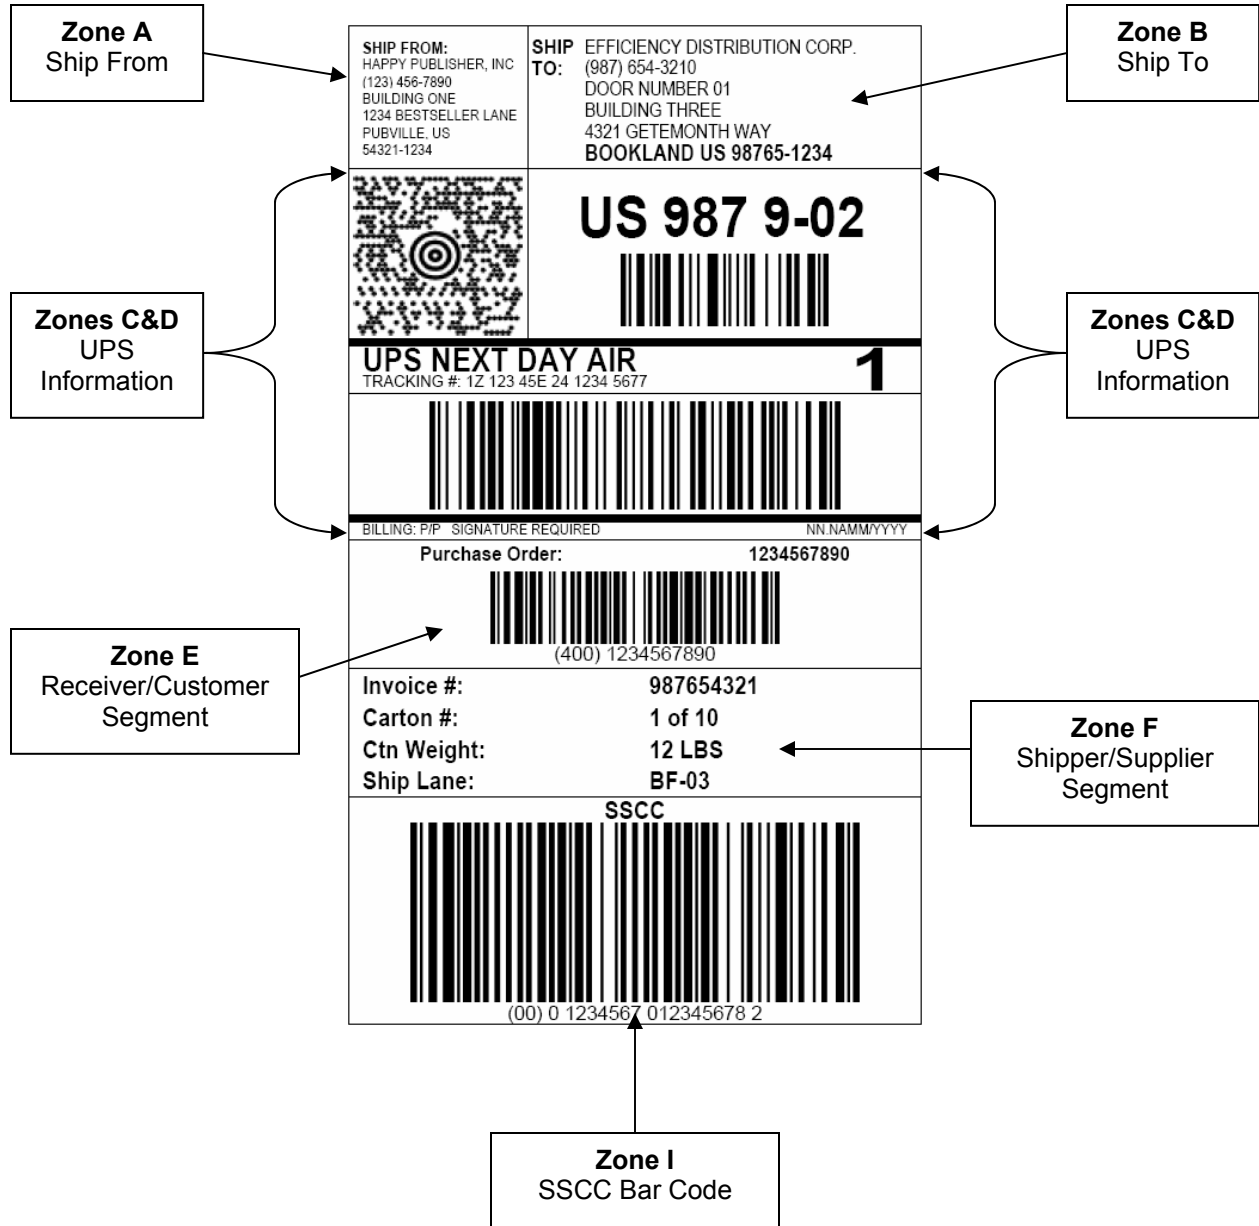 Zone A
Ship From
Zone B
Ship To
SHIP FROM:
HAPPY PUBLISHER, INC
(123) 456-7890
BUILDING ONE
1234 BESTSELLER LANE
PUBVILLE, US
54321-1234
SHIP TO: EFFICIENCY DISTRIBUTION CORP.
(987) 654-3210
DOOR NUMBER 01
BUILDING THREE
4321 GETEMONTH WAY
BOOKLAND US 98765-1234
US 987 9-02
Zones C&D
UPS
Information
Zones C&D
UPS
Information
UPS NEXT DAY AIR 1
TRACKING #: 1Z 123 45E 24 1234 5677
BILLING: P/P SIGNATURE REQUIRED NN.NAMM/YYYY
Purchase Order: 1234567890
(400) 1234567890
Zone E
Receiver/Customer
Segment
Invoice #: 987654321
Carton #: 1 of 10
Ctn Weight: 12 LBS
Ship Lane: BF-03
Zone F
Shipper/Supplier
Segment
SSCC
(00) 0 1234567 012345678 2
Zone I
SSCC Bar Code